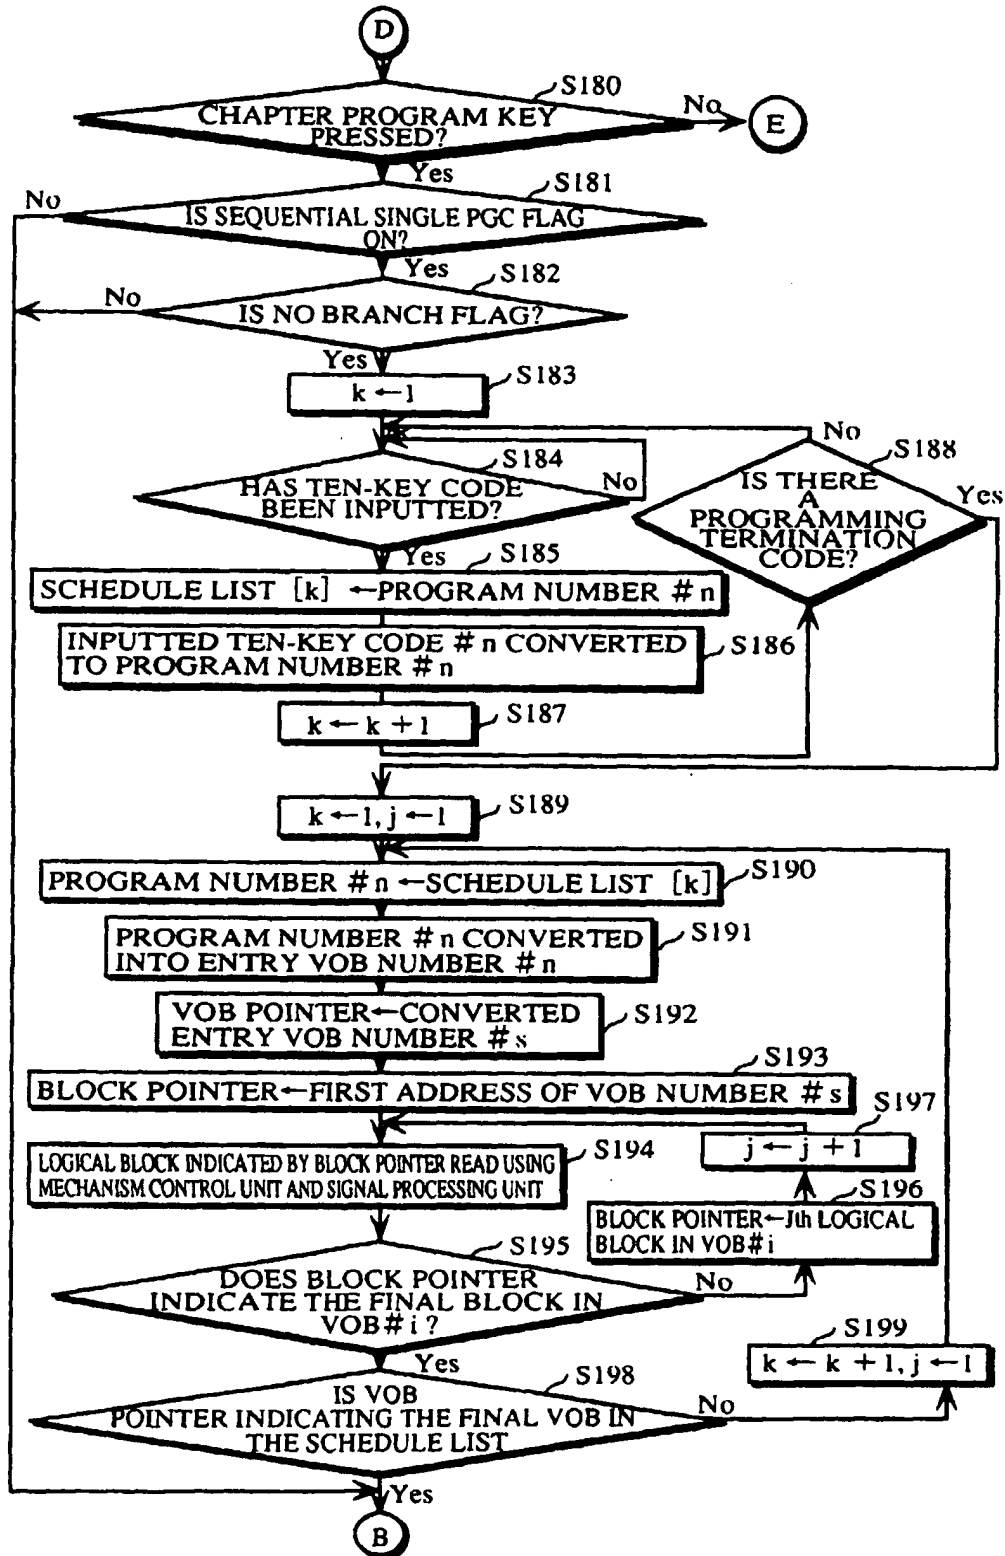 D
S180
CHAPTER PROGRAM KEY
PRESSED?
No
E
Yes
S181
No
IS SEQUENTIAL SINGLE PGC FLAG
ON?
Yes
S182
No
IS NO BRANCH FLAG?
Yes
S183
k ← 1
No
S188
S184
HAS TEN-KEY CODE
BEEN INPUTTED?
No
IS THERE
A
PROGRAMMING
TERMINATION
CODE?
Yes
Yes
S185
SCHEDULE LIST [k] ← PROGRAM NUMBER #n
INPUTTED TEN-KEY CODE #n CONVERTED
TO PROGRAM NUMBER #n
S186
S187
k ← k + 1
S189
k ← 1, j ← 1
PROGRAM NUMBER #n ← SCHEDULE LIST [k]
S190
PROGRAM NUMBER #n CONVERTED
INTO ENTRY VOB NUMBER #n
S191
VOB POINTER ← CONVERTED
ENTRY VOB NUMBER #s
S192
S193
BLOCK POINTER ← FIRST ADDRESS OF VOB NUMBER #s
S197
j ← j + 1
LOGICAL BLOCK INDICATED BY BLOCK POINTER READ USING
MECHANISM CONTROL UNIT AND SIGNAL PROCESSING UNIT
S194
S196
BLOCK POINTER ← Jth LOGICAL
BLOCK IN VOB#i
S195
DOES BLOCK POINTER
INDICATE THE FINAL BLOCK IN
VOB#i?
No
S199
k ← k + 1, j ← 1
Yes
S198
IS VOB
POINTER INDICATING THE FINAL VOB IN
THE SCHEDULE LIST
No
Yes
B